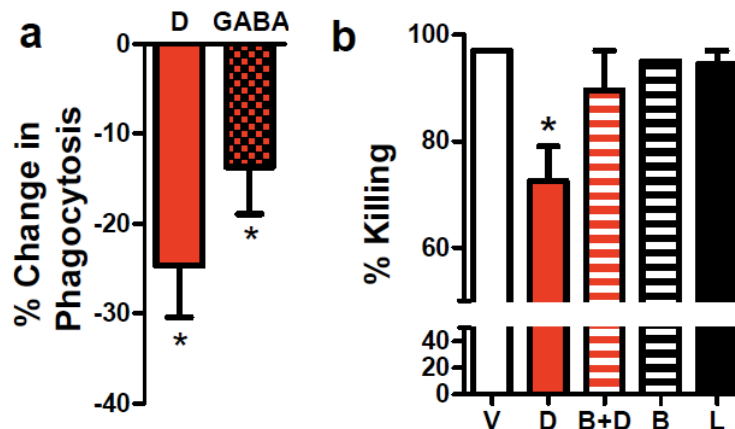 a
D GABA
0
-10
-20
-30
-40
% Change in
Phagocytosis
*
*
b
100
80
60
40
20
0
% Killing
*
V D B+D B L